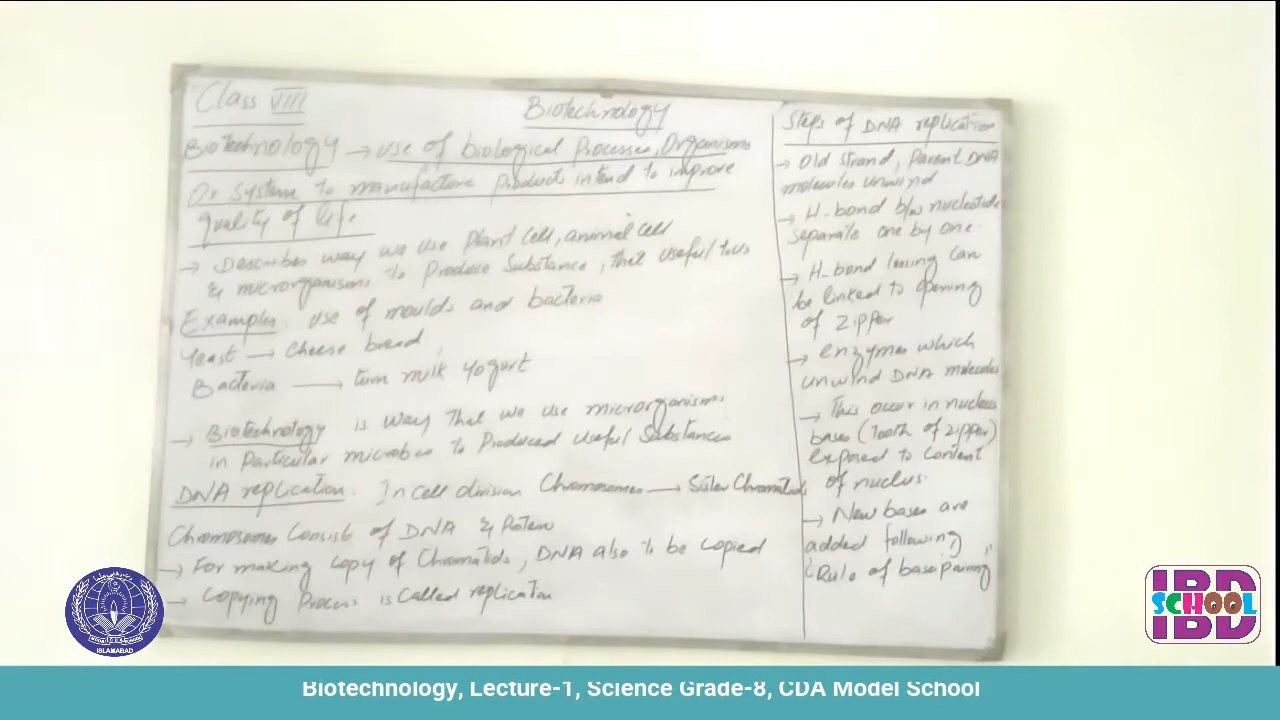 Class VIII
Biotechnology
Biotechnology → use of biological Processes, Organisms
Or System to manufacture Product intend to improve
quality of life.
→ Describes way we use Plant Cell, animal cell
& microrganisms to Produce Substance, that useful to us
Examples. Use of moulds and bacteria
Yeast → Cheese bread
Bacteria → turn milk yogurt
→ Biotechnology is way That we use microrganisms
in Particular microbes to Produced useful Substances
DNA replication. In cell division Chromosomes → Sister Chromatids
Chromosomes Consist of DNA & Protein
→ For making Copy of Chromatids, DNA also to be Copied
→ Copying Process is Called replication
Steps of DNA replication
→ Old strand, Parent DNA
molecules unwind
→ H-bond b/w nucleotide
separate one by one.
→ H-bond loosing can
be linked to opening
of Zipper
→ enzymes which
unwind DNA molecules
→ This occur in nucleus
bases (Tooth of zipper)
exposed to Content
of nucleus.
→ New bases are
added following
"Rule of base pairing"
ISLAMABAD
IBD
SCHOOL
IBD
Biotechnology, Lecture-1, Science Grade-8, CDA Model School